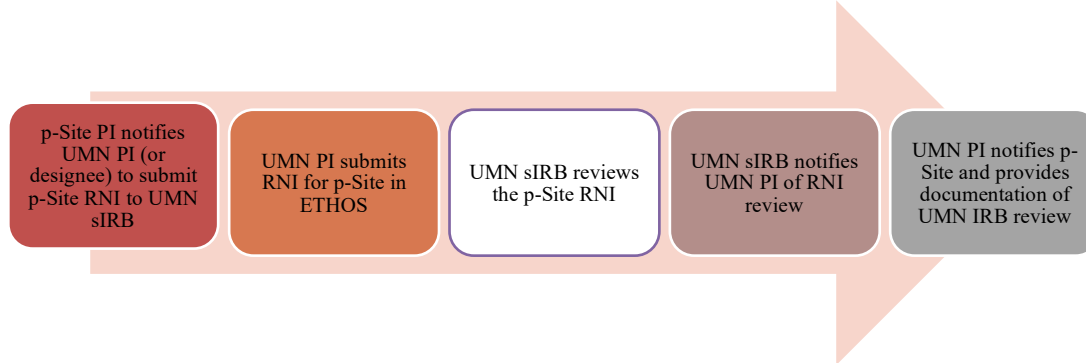 p-Site PI notifies
UMN PI (or
designee) to submit
p-Site RNI to UMN
sIRB
UMN PI submits
RNI for p-Site in
ETHOS
UMN sIRB reviews
the p-Site RNI
UMN sIRB notifies
UMN PI of RNI
review
UMN PI notifies p-
Site and provides
documentation of
UMN IRB review